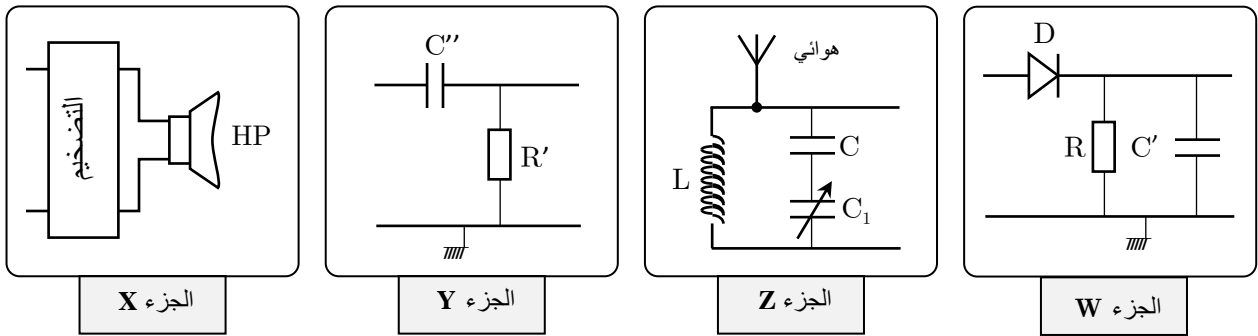 التضخيم
HP
الجزء X
C''
R'
الجزء Y
هوائي
L
C
C₁
الجزء Z
D
R
C'
الجزء W